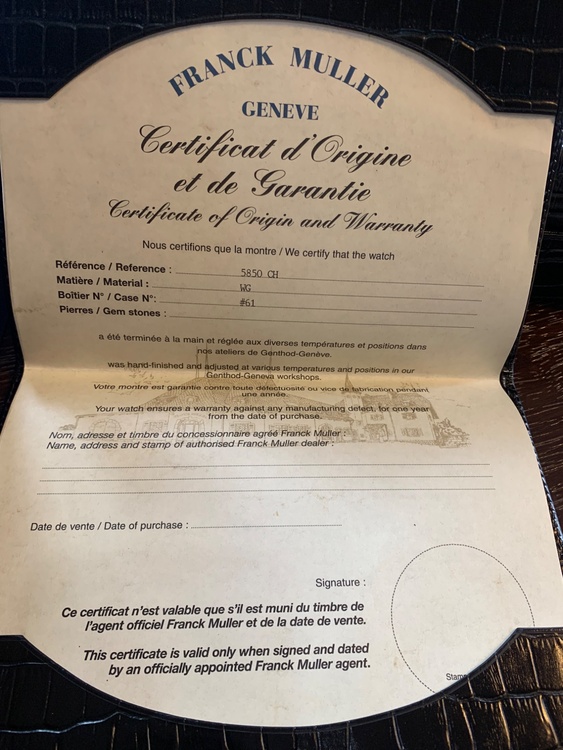 FRANCK MULLER
GENEVE
Certificat d'Origine
et de Garantie
Certificate of Origin and Warranty
Nous certifions que la montre / We certify that the watch
Référence / Reference : 5850 CH
Matière / Material : WG
Boîtier N° / Case N°: #61
Pierres / Gem stones :
a été terminée à la main et réglée aux diverses températures et positions dans
nos ateliers de Genthod-Genève.
was hand-finished and adjusted at various temperatures and positions in our
Genthod-Geneva workshops.
Votre montre est garantie contre toute défectuosité ou vice de fabrication pendant
une année.
Your watch ensures a warranty against any manufacturing defect, for one year
from the date of purchase.
Nom, adresse et timbre du concessionnaire agréé Franck Muller :
Name, address and stamp of authorised Franck Muller dealer :
Date de vente / Date of purchase :
Signature :
Ce certificat n'est valable que s'il est muni du timbre de
l'agent officiel Franck Muller et de la date de vente.
This certificate is valid only when signed and dated
by an officially appointed Franck Muller agent.
Stamp